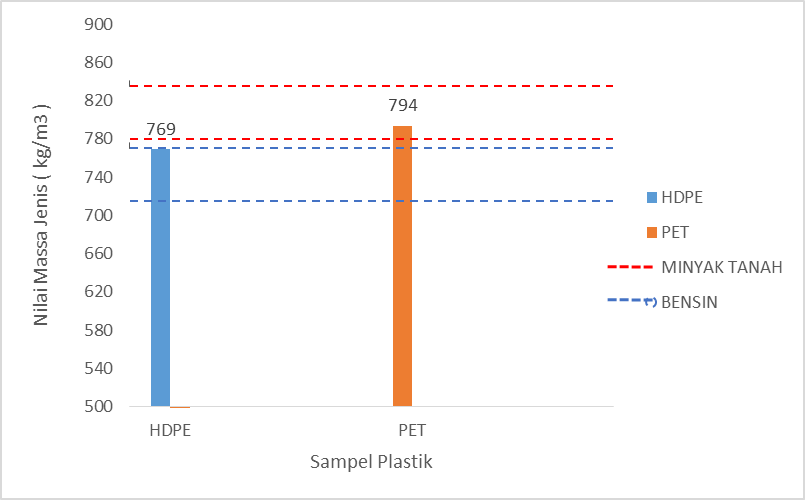 900
860
820
780
740
700
660
620
580
540
500
Nilai Massa Jenis ( kg/m3 )
769
794
HDPE
PET
Sampel Plastik
HDPE
PET
MINYAK TANAH
BENSIN